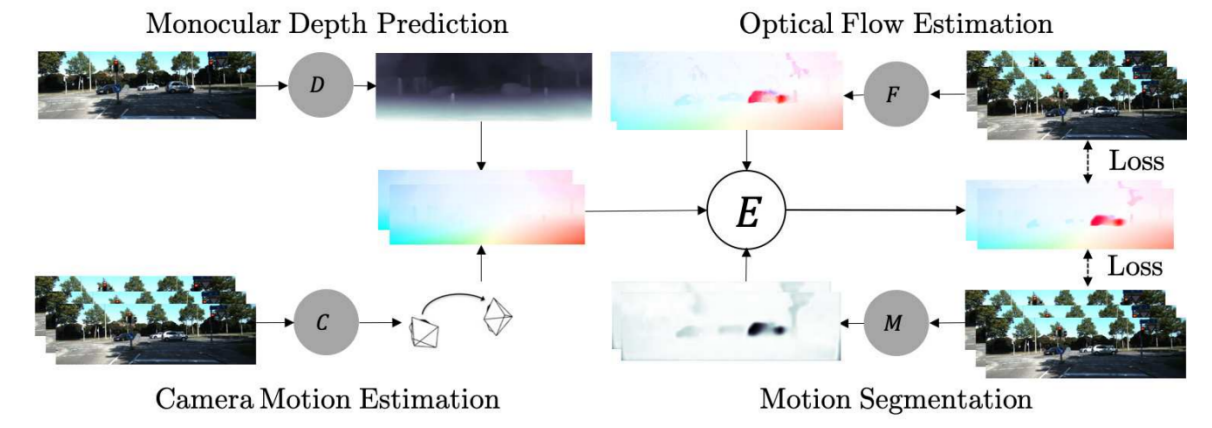 Monocular Depth Prediction
Optical Flow Estimation
D
F
Loss
E
Loss
C
M
Camera Motion Estimation
Motion Segmentation